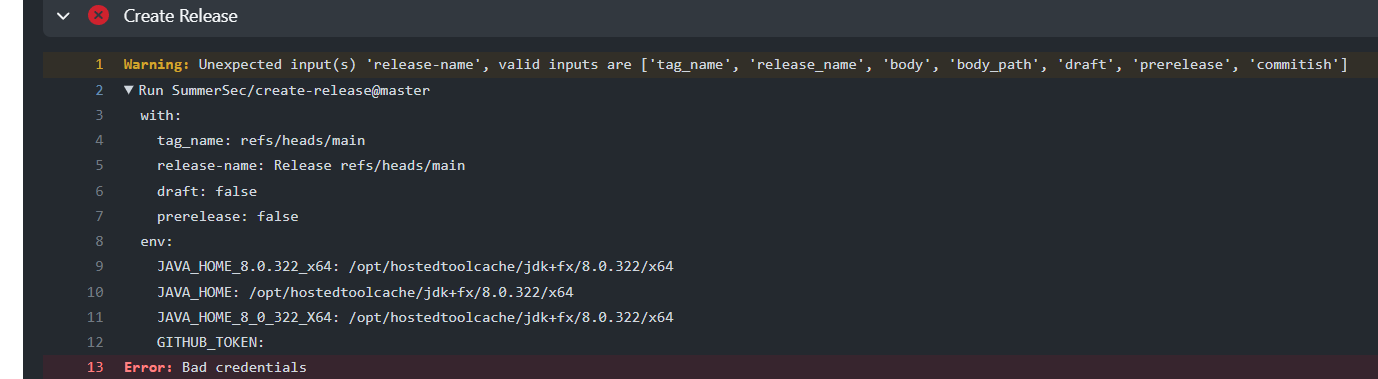 Create Release
1 Warning: Unexpected input(s) 'release-name', valid inputs are ['tag_name', 'release_name', 'body', 'body_path', 'draft', 'prerelease', 'commitish']
2 ▼Run SummerSec/create-release@master
3 with:
4 tag_name: refs/heads/main
5 release-name: Release refs/heads/main
6 draft: false
7 prerelease: false
8 env:
9 JAVA_HOME_8.0.322_x64: /opt/hostedtoolcache/jdk+fx/8.0.322/x64
10 JAVA_HOME: /opt/hostedtoolcache/jdk+fx/8.0.322/x64
11 JAVA_HOME_8_0_322_X64: /opt/hostedtoolcache/jdk+fx/8.0.322/x64
12 GITHUB_TOKEN:
13 Error: Bad credentials